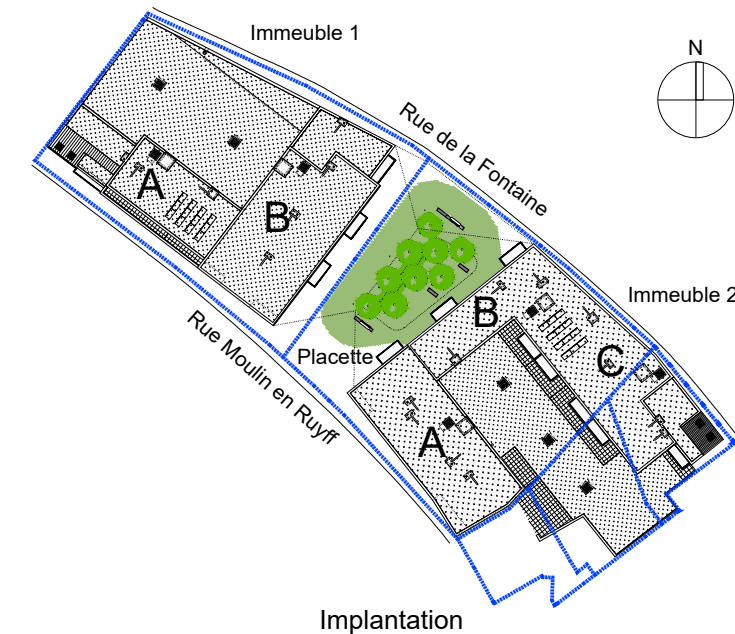 Immeuble 1
N
Rue de la Fontaine
A
B
Immeuble 2
B
C
Placette
Rue Moulin en Ruyff
A
Implantation